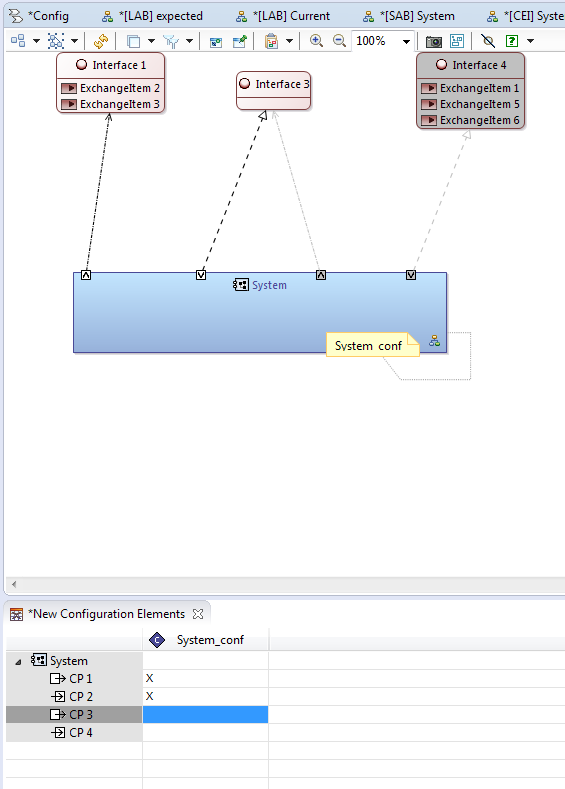 *Config
*[LAB] expected
*[LAB] Current
*[SAB] System
*[CEI] Syste
100%
?
Interface 1
ExchangeItem 2
ExchangeItem 3
Interface 3
Interface 4
ExchangeItem 1
ExchangeItem 5
ExchangeItem 6
System
System_conf
*New Configuration Elements
C System_conf
System
CP 1 X
CP 2 X
CP 3
CP 4